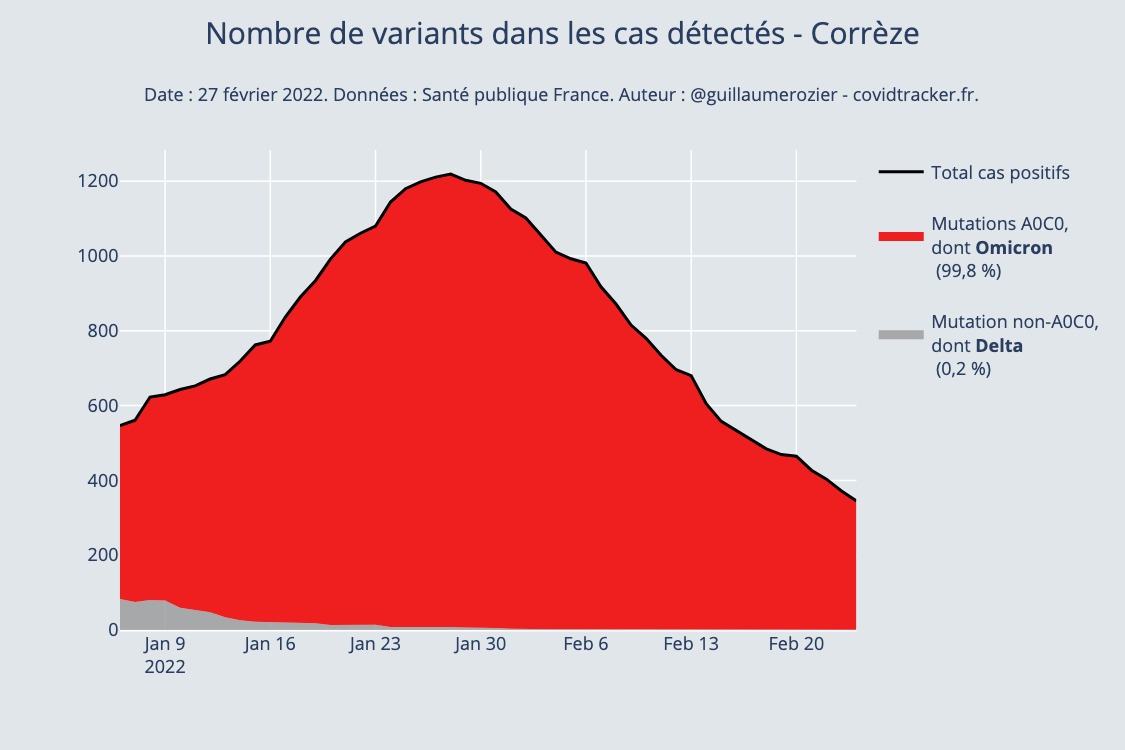 Nombre de variants dans les cas détectés - Corrèze
Date : 27 février 2022. Données : Santé publique France. Auteur : @guillaumerozier - covidtracker.fr.
Total cas positifs
Mutations A0C0,
dont Omicron
(99,8 %)
Mutation non-A0C0,
dont Delta
(0,2 %)
1200
1000
800
600
400
200
0
Jan 9 Jan 16 Jan 23 Jan 30 Feb 6 Feb 13 Feb 20
2022